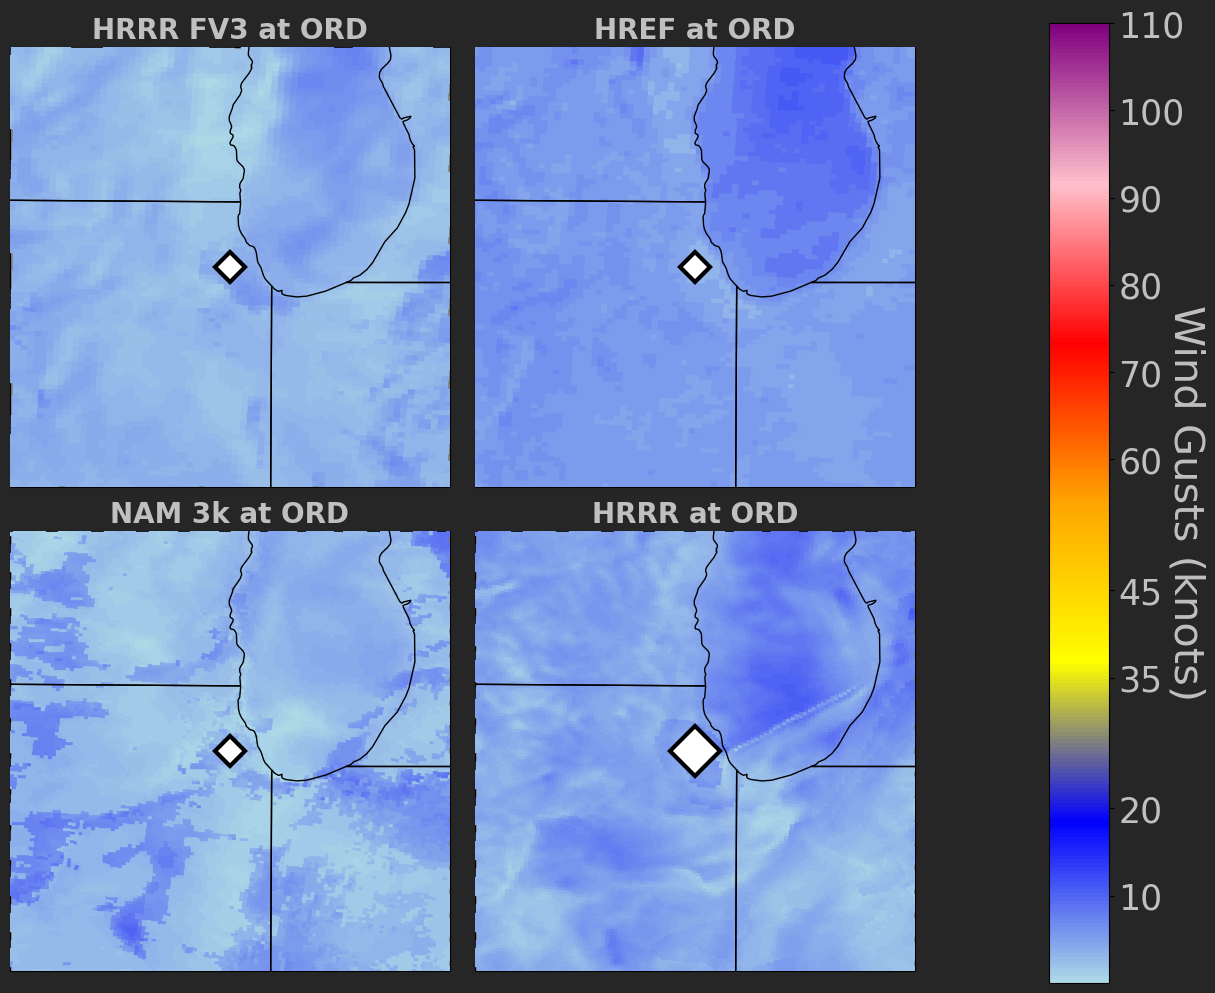 HRRR FV3 at ORD
HREF at ORD
NAM 3k at ORD
HRRR at ORD
110
100
90
80
70
60
45
35
20
10
Wind Gusts (knots)